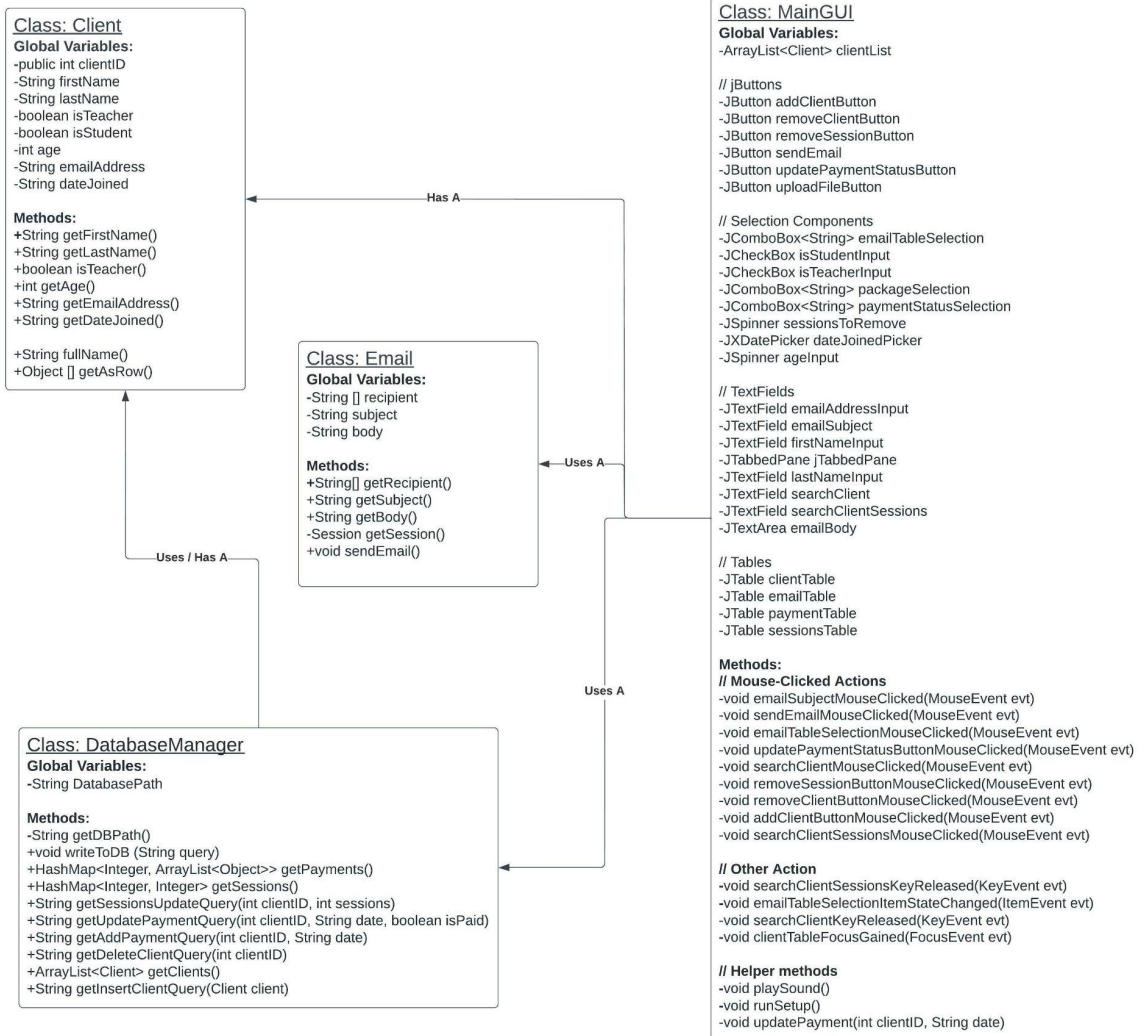 Class: Client
Global Variables:
-public int clientID
-String firstName
-String lastName
-boolean isTeacher
-boolean isStudent
-int age
-String emailAddress
-String dateJoined
Methods:
+String getFirstName()
+String getLastName()
+boolean isTeacher()
+int getAge()
+String getEmailAddress()
+String getDateJoined()
+String fullName()
+Object [] getAsRow()
Has A
Class: Email
Global Variables:
-String [] recipient
-String subject
-String body
Methods:
+String[] getRecipient()
+String getSubject()
+String getBody()
-Session getSession()
+void sendEmail()
Uses A
Uses / Has A
Uses A
Class: DatabaseManager
Global Variables:
-String DatabasePath
Methods:
-String getDBPath()
+void writeToDB (String query)
+HashMap<Integer, ArrayList<Object>> getPayments()
+HashMap<Integer, Integer> getSessions()
+String getSessionsUpdateQuery(int clientID, int sessions)
+String getUpdatePaymentQuery(int clientID, String date, boolean isPaid)
+String getAddPaymentQuery(int clientID, String date)
+String getDeleteClientQuery(int clientID)
+ArrayList<Client> getClients()
+String getInsertClientQuery(Client client)
Class: MainGUI
Global Variables:
-ArrayList<Client> clientList
// jButtons
-JButton addClientButton
-JButton removeClientButton
-JButton removeSessionButton
-JButton sendEmail
-JButton updatePaymentStatusButton
-JButton uploadFileButton
// Selection Components
-JComboBox<String> emailTableSelection
-JCheckBox isStudentInput
-JCheckBox isTeacherInput
-JComboBox<String> packageSelection
-JComboBox<String> paymentStatusSelection
-JSpinner sessionsToRemove
-JXDatePicker dateJoinedPicker
-JSpinner ageInput
// TextFields
-JTextField emailAddressInput
-JTextField emailSubject
-JTextField firstNameInput
-JTabbedPane jTabbedPane
-JTextField lastNameInput
-JTextField searchClient
-JTextField searchClientSessions
-JTextArea emailBody
// Tables
-JTable clientTable
-JTable emailTable
-JTable paymentTable
-JTable sessionsTable
Methods:
// Mouse-Clicked Actions
-void emailSubjectMouseClicked(MouseEvent evt)
-void sendEmailMouseClicked(MouseEvent evt)
-void emailTableSelectionMouseClicked(MouseEvent evt)
-void updatePaymentStatusButtonMouseClicked(MouseEvent evt)
-void searchClientMouseClicked(MouseEvent evt)
-void removeSessionButtonMouseClicked(MouseEvent evt)
-void removeClientButtonMouseClicked(MouseEvent evt)
-void addClientButtonMouseClicked(MouseEvent evt)
-void searchClientSessionsMouseClicked(MouseEvent evt)
// Other Action
-void searchClientSessionsKeyReleased(KeyEvent evt)
-void emailTableSelectionItemStateChanged(ItemEvent evt)
-void searchClientKeyReleased(KeyEvent evt)
-void clientTableFocusGained(FocusEvent evt)
// Helper methods
-void playSound()
-void runSetup()
-void updatePayment(int clientID, String date)